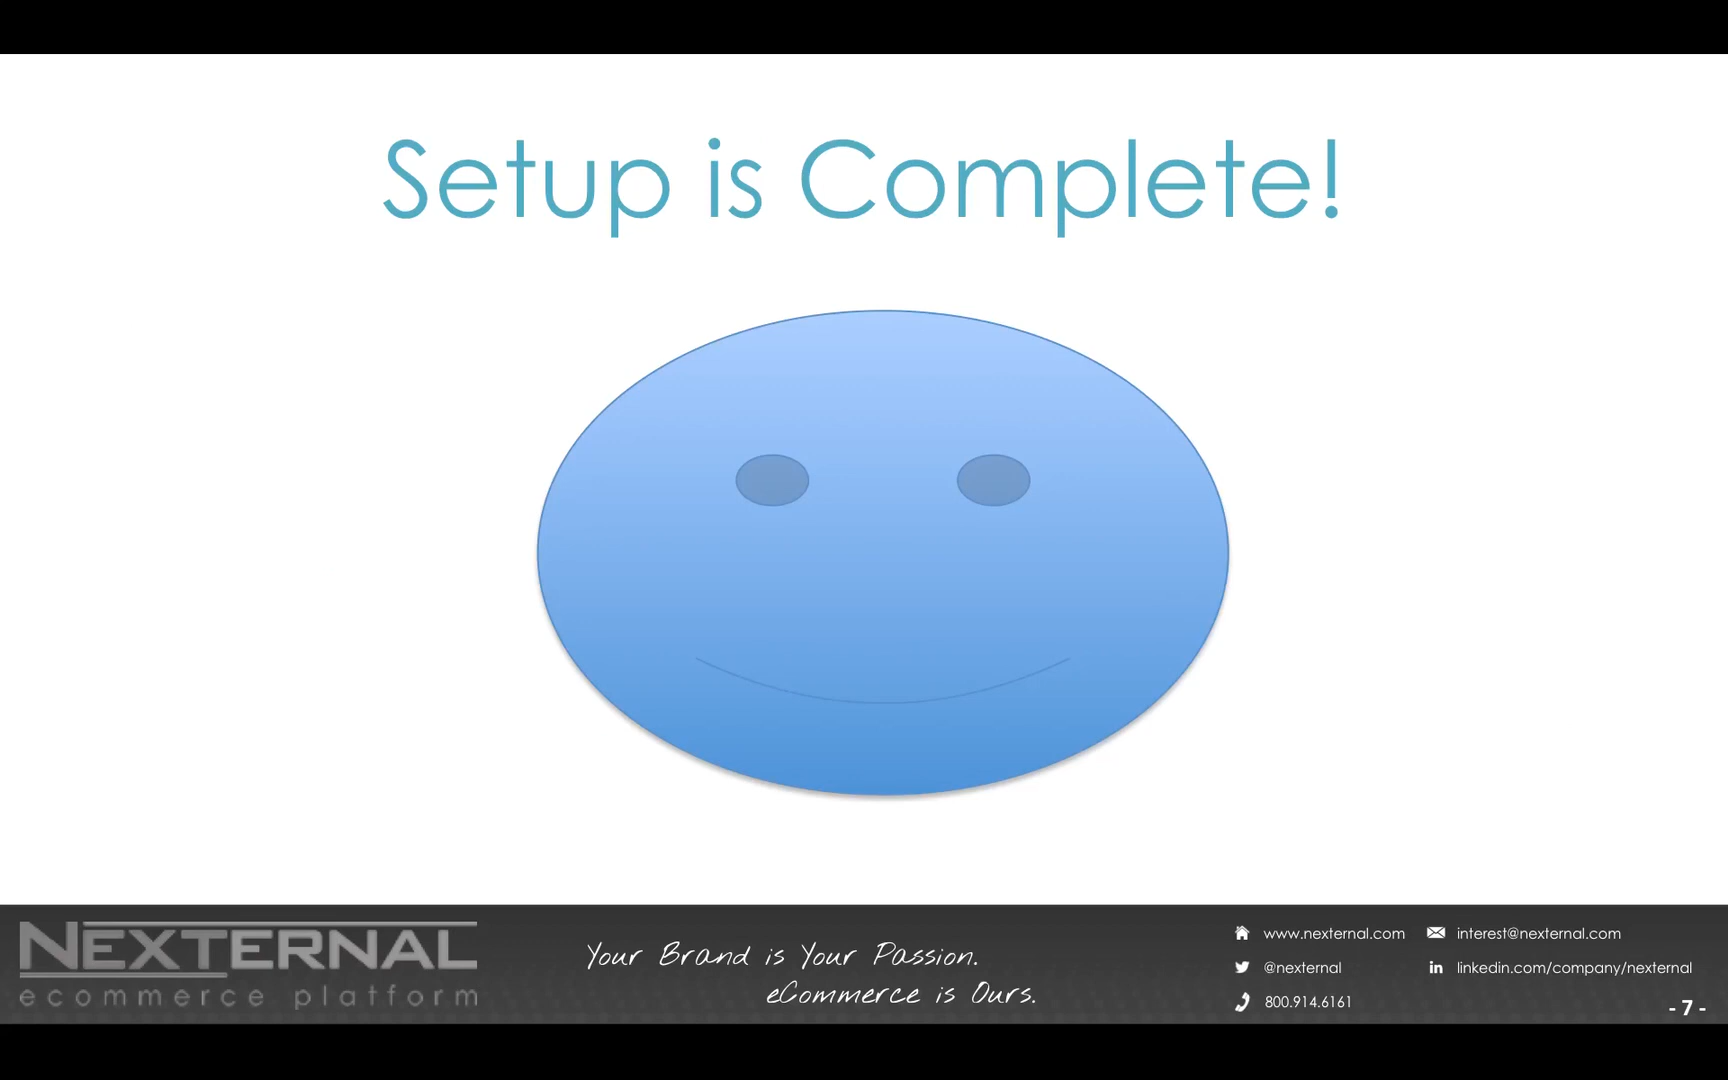 Setup is Complete!
NEXTERNAL
ecommerce platform
Your Brand is Your Passion.
eCommerce is Ours.
www.nexternal.com
interest@nexternal.com
@nexternal
linkedin.com/company/nexternal
800.914.6161
- 7 -